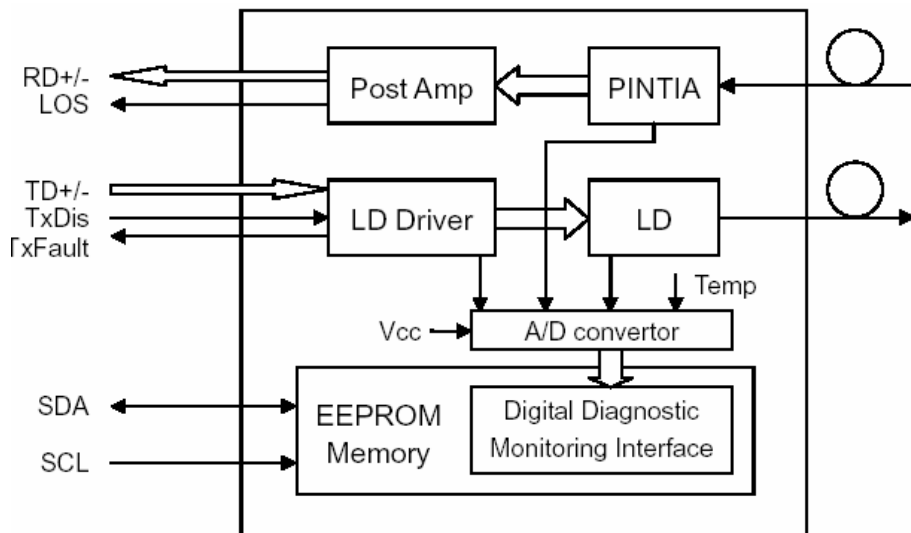 RD+/-
LOS
Post Amp
PINTIA
TD+/-
TxDis
TxFault
LD Driver
LD
Temp
Vcc
A/D convertor
SDA
SCL
EEPROM
Memory
Digital Diagnostic
Monitoring Interface